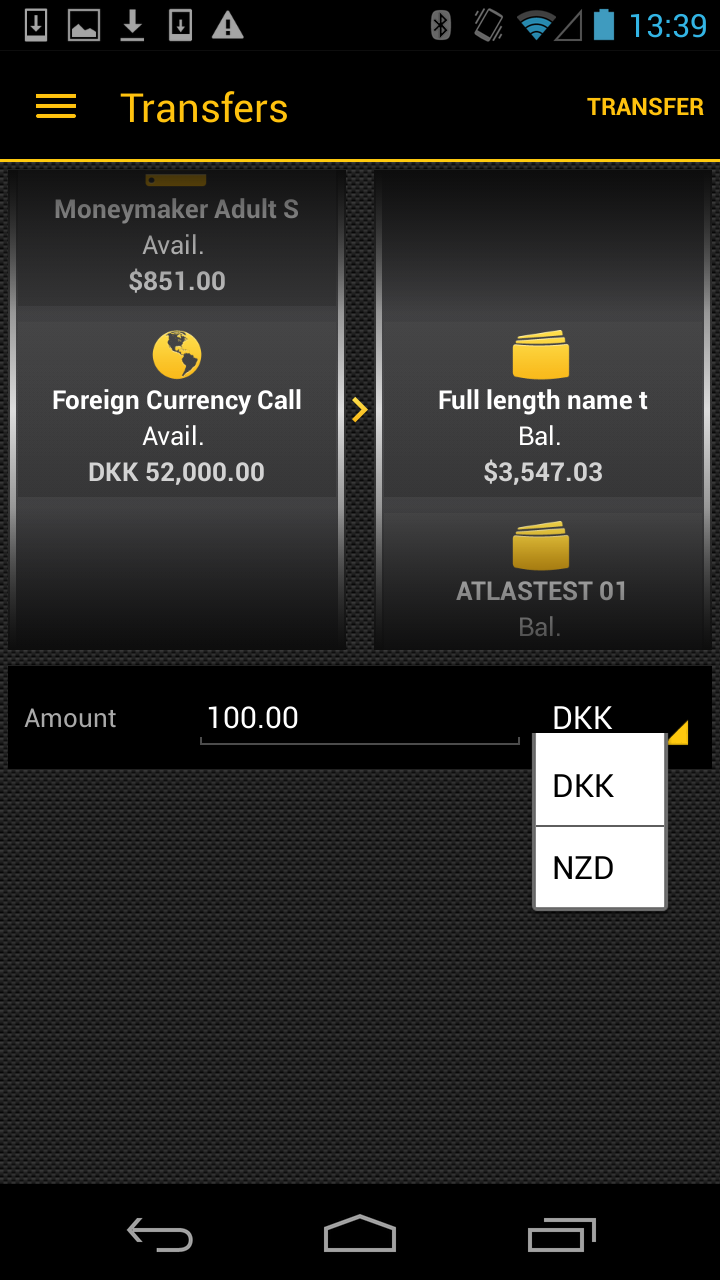 13:39
Transfers
TRANSFER
Moneymaker Adult S
Avail.
$851.00
Foreign Currency Call
Avail.
DKK 52,000.00
Full length name t
Bal.
$3,547.03
ATLASTEST 01
Bal.
Amount
100.00
DKK
DKK
NZD